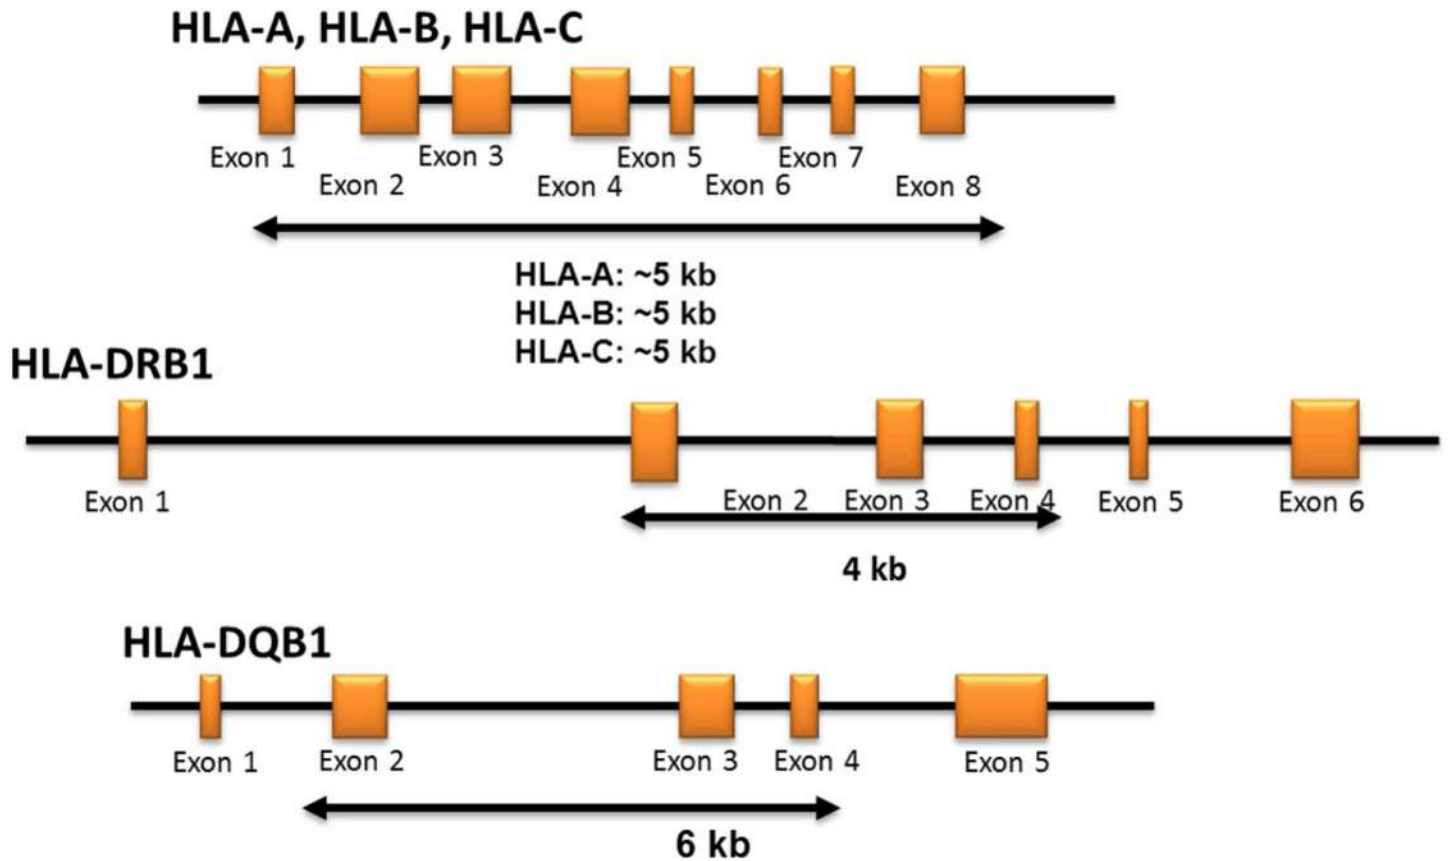 HLA-A, HLA-B, HLA-C
Exon 1
Exon 2
Exon 3
Exon 4
Exon 5
Exon 6
Exon 7
Exon 8
HLA-A: ~5 kb
HLA-B: ~5 kb
HLA-C: ~5 kb
HLA-DRB1
Exon 1
Exon 2
Exon 3
Exon 4
Exon 5
Exon 6
4 kb
HLA-DQB1
Exon 1
Exon 2
Exon 3
Exon 4
Exon 5
6 kb